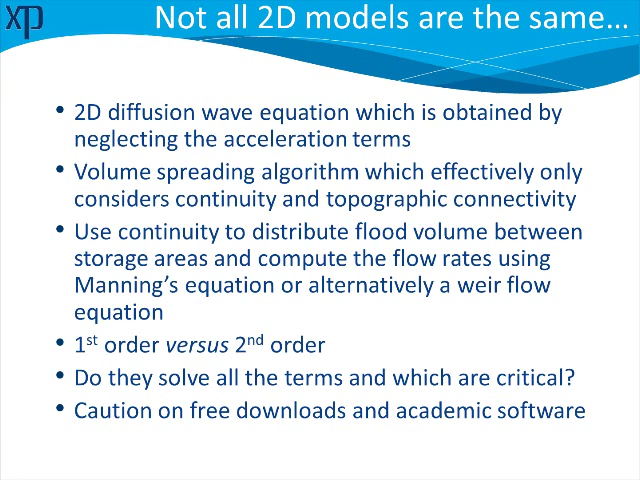 XP
Not all 2D models are the same…
• 2D diffusion wave equation which is obtained by
neglecting the acceleration terms
• Volume spreading algorithm which effectively only
considers continuity and topographic connectivity
• Use continuity to distribute flood volume between
storage areas and compute the flow rates using
Manning’s equation or alternatively a weir flow
equation
• 1st order versus 2nd order
• Do they solve all the terms and which are critical?
• Caution on free downloads and academic software